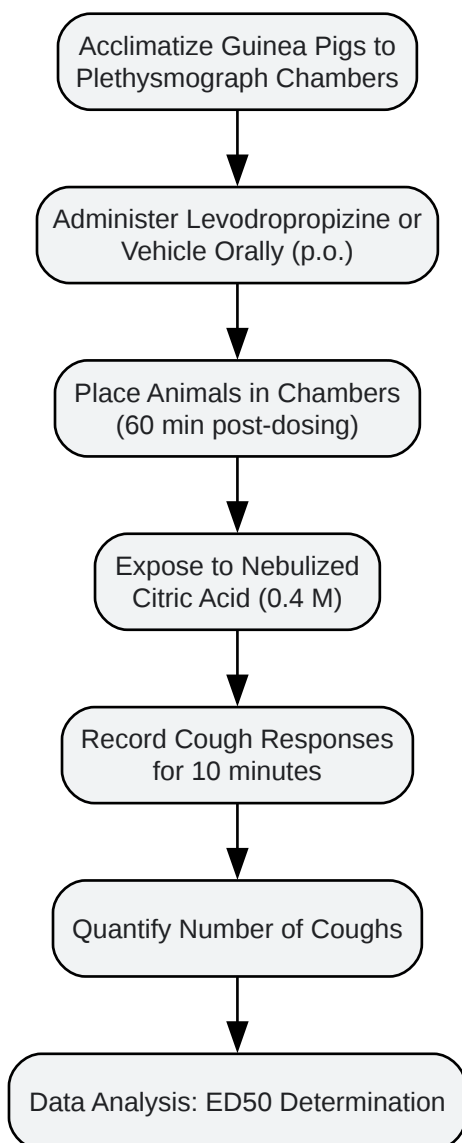 Acclimatize Guinea Pigs to
Plethysmograph Chambers
Administer Levodropropizine or
Vehicle Orally (p.o.)
Place Animals in Chambers
(60 min post-dosing)
Expose to Nebulized
Citric Acid (0.4 M)
Record Cough Responses
for 10 minutes
Quantify Number of Coughs
Data Analysis: ED50 Determination